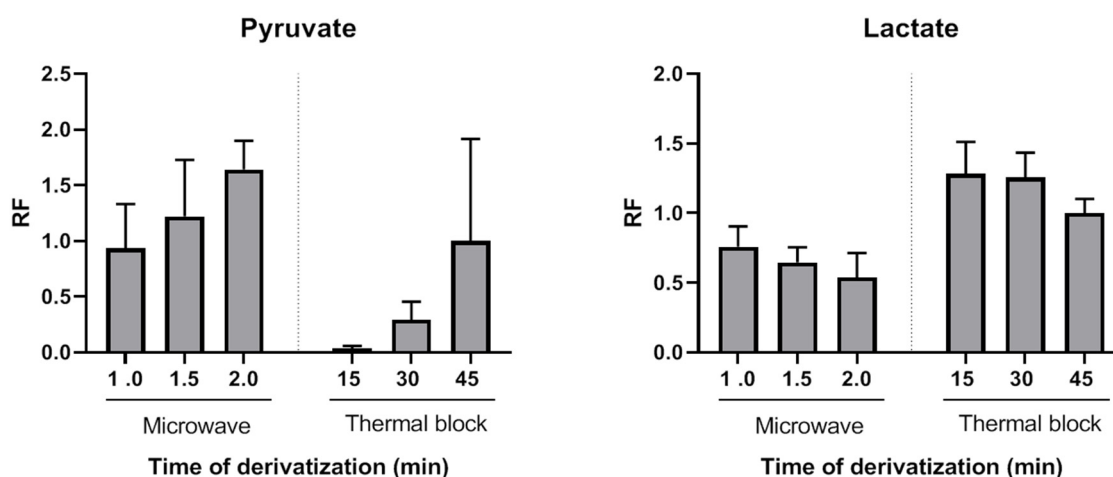 Pyruvate
2.5
2.0
1.5
1.0
0.5
0.0
RF
1 .0 1.5 2.0 15 30 45
Microwave Thermal block
Time of derivatization (min)
Lactate
2.0
1.5
1.0
0.5
0.0
RF
1 .0 1.5 2.0 15 30 45
Microwave Thermal block
Time of derivatization (min)